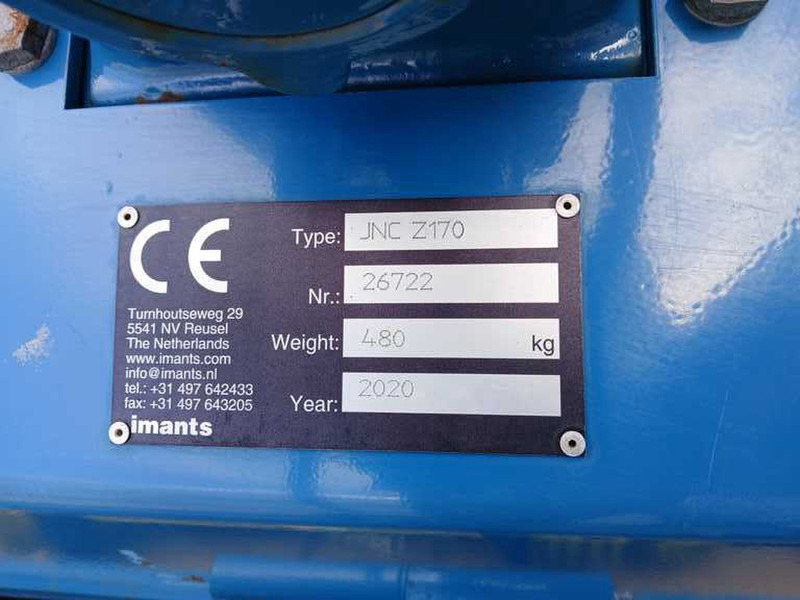 CE
Type: JNC Z170
Nr.: 26722
Weight: 480 kg
Year: 2020
Turnhoutseweg 29
5541 NV Reusel
The Netherlands
www.imants.com
info@imants.nl
tel.: +31 497 642433
fax: +31 497 643205
imants